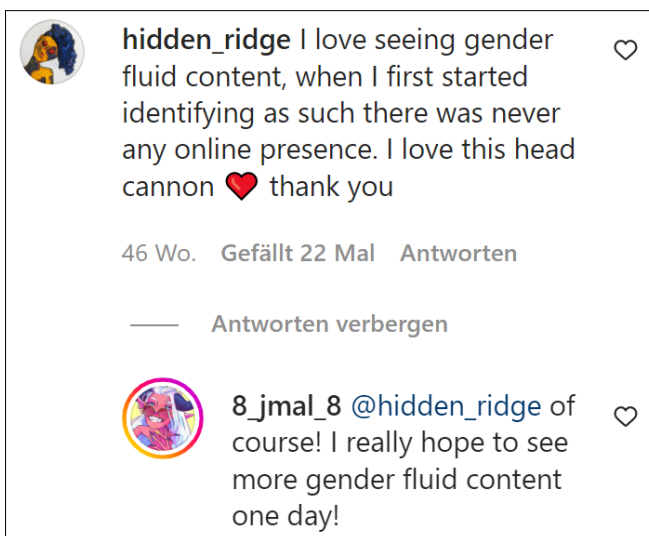 hidden_ridge I love seeing gender
fluid content, when I first started
identifying as such there was never
any online presence. I love this head
cannon ❤️ thank you
46 Wo. Gefällt 22 Mal Antworten
Antworten verbergen
8_jmal_8 @hidden_ridge of
course! I really hope to see
more gender fluid content
one day!